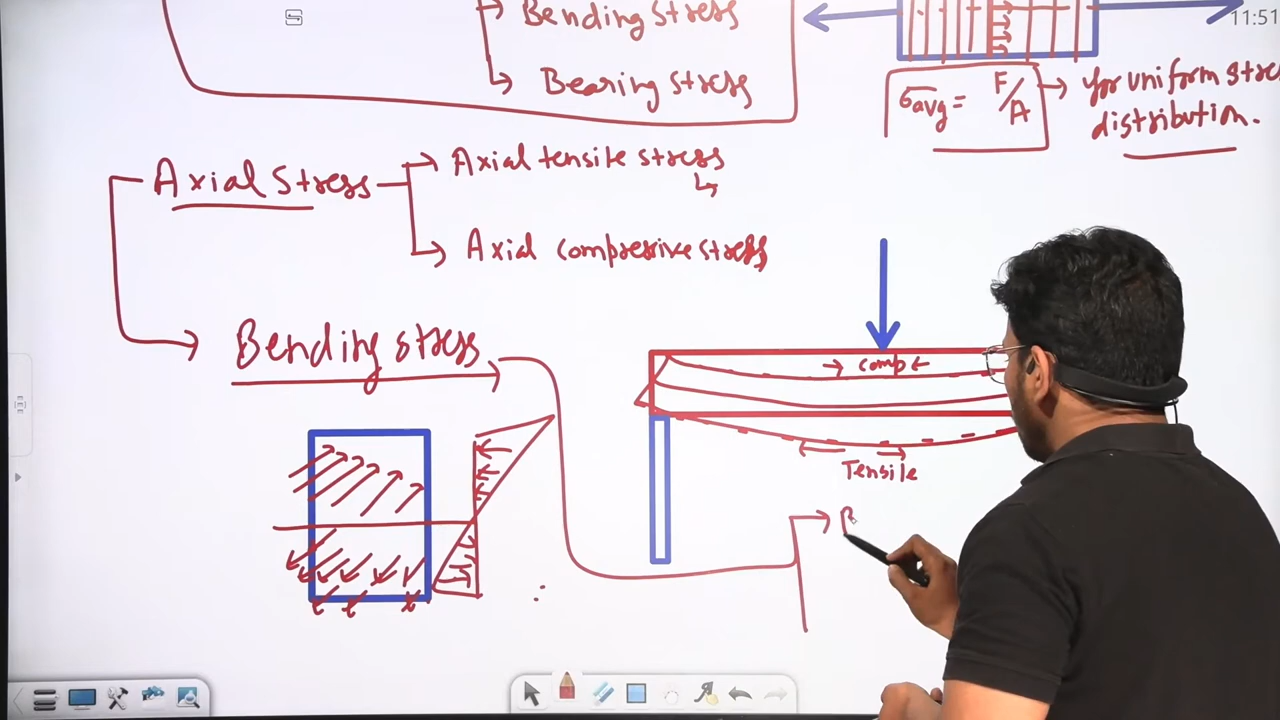 Bending Stress
11:51
Bearing Stress
σavg = F/A → for uniform stress
distribution.
Axial Stress
Axial tensile stress
Axial compressive stress
Bending stress
→ comp ←
Tensile